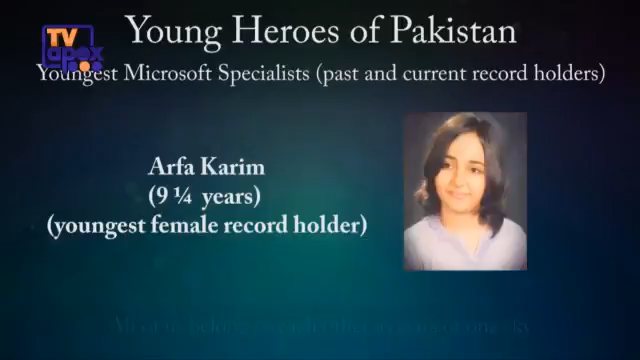 TV
apex
Young Heroes of Pakistan
Youngest Microsoft Specialists (past and current record holders)
Arfa Karim
(9 ¼ years)
(youngest female record holder)